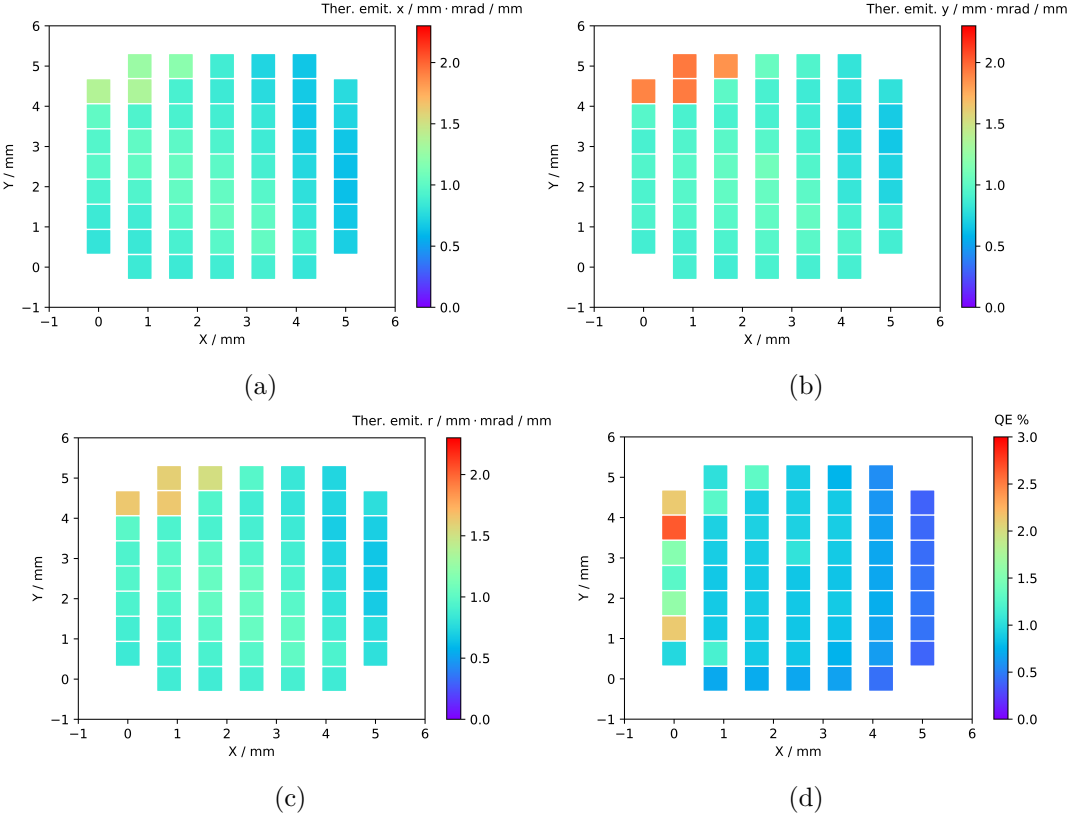 Ther. emit. x / mm · mrad / mm
6
5
4
3
2
1
0
−1
Y / mm
−1 0 1 2 3 4 5 6
X / mm
2.0
1.5
1.0
0.5
0.0
(a)
Ther. emit. y / mm · mrad / mm
6
5
4
3
2
1
0
−1
Y / mm
−1 0 1 2 3 4 5 6
X / mm
2.0
1.5
1.0
0.5
0.0
(b)
Ther. emit. r / mm · mrad / mm
6
5
4
3
2
1
0
−1
Y / mm
−1 0 1 2 3 4 5 6
X / mm
2.0
1.5
1.0
0.5
0.0
(c)
QE %
6
5
4
3
2
1
0
−1
Y / mm
−1 0 1 2 3 4 5 6
X / mm
3.0
2.5
2.0
1.5
1.0
0.5
0.0
(d)